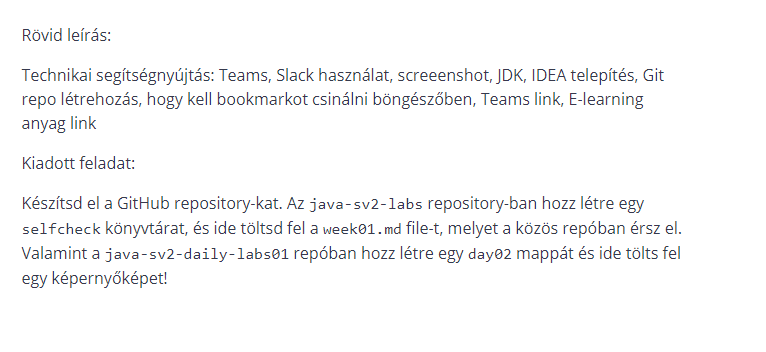 Rövid leírás:
Technikai segítségnyújtás: Teams, Slack használat, screeenshot, JDK, IDEA telepítés, Git
repo létrehozás, hogy kell bookmarkot csinálni böngészőben, Teams link, E-learning
anyag link
Kiadott feladat:
Készítsd el a GitHub repository-kat. Az java-sv2-labs repository-ban hozz létre egy
selfcheck könyvtárat, és ide töltsd fel a week01.md file-t, melyet a közös repóban érsz el.
Valamint a java-sv2-daily-labs01 repóban hozz létre egy day02 mappát és ide tölts fel
egy képernyőképet!